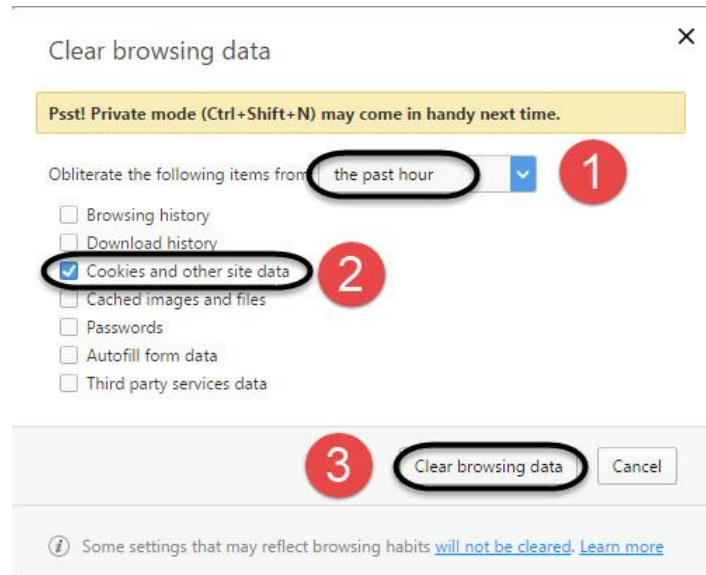 Clear browsing data
Psst! Private mode (Ctrl+Shift+N) may come in handy next time.
Obliterate the following items from the past hour 1
Browsing history
Download history
Cookies and other site data 2
Cached images and files
Passwords
Autofill form data
Third party services data
3 Clear browsing data Cancel
Some settings that may reflect browsing habits will not be cleared. Learn more